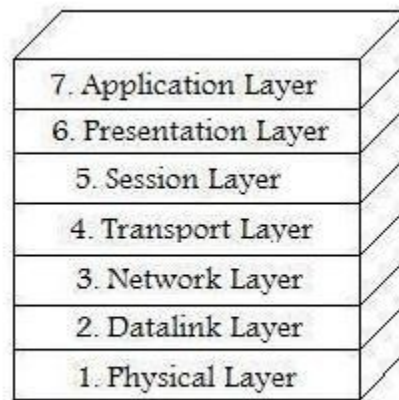 7. Application Layer
6. Presentation Layer
5. Session Layer
4. Transport Layer
3. Network Layer
2. Datalink Layer
1. Physical Layer